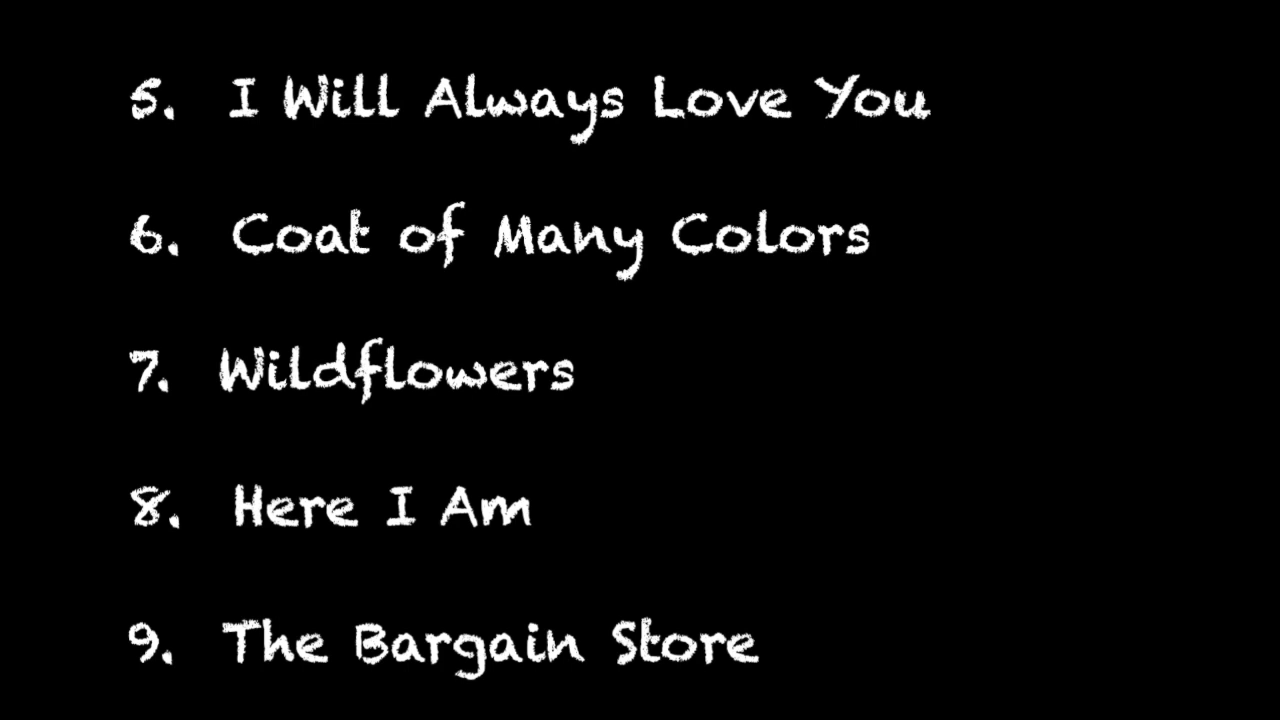 5. I Will Always Love You
6. Coat of Many Colors
7. Wildflowers
8. Here I Am
9. The Bargain Store